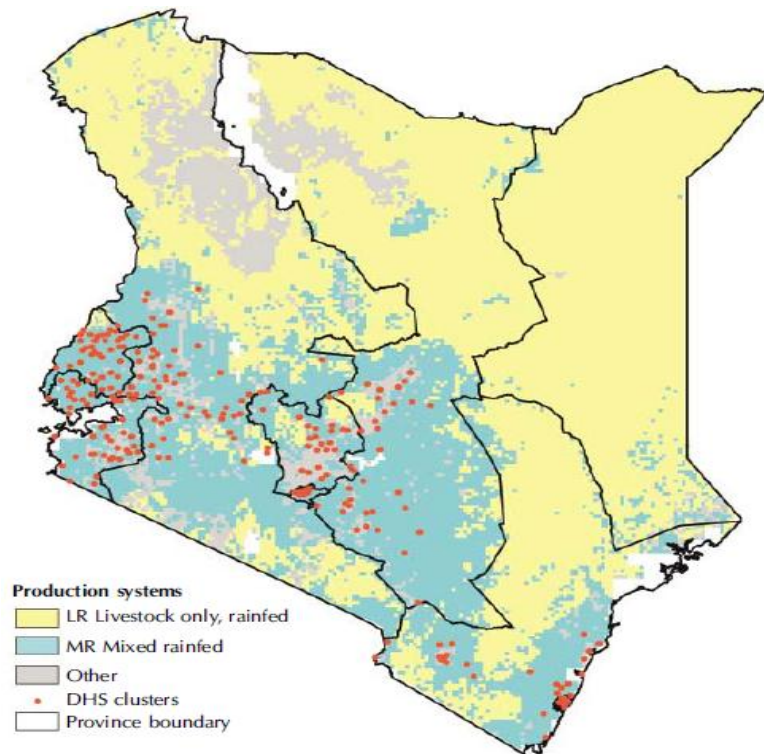 Production systems
LR Livestock only, rainfed
MR Mixed rainfed
Other
DHS clusters
Province boundary